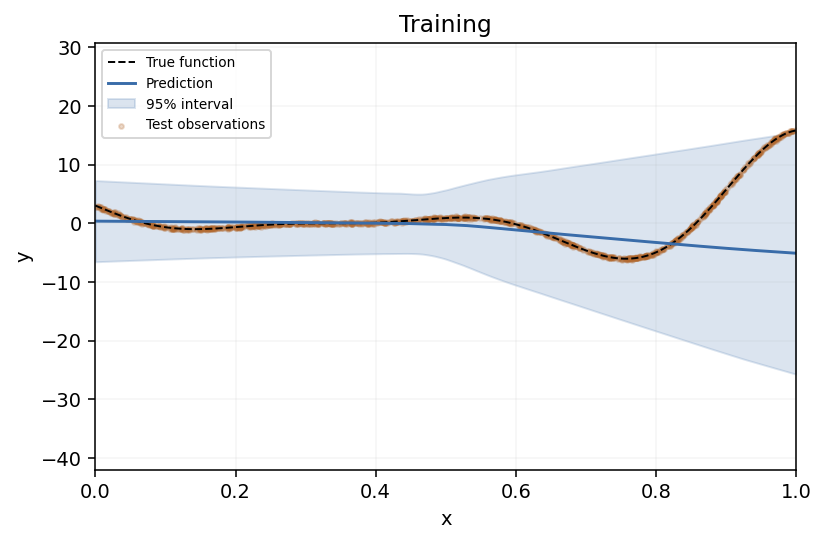 Training
30
20
10
0
−10
−20
−30
−40
y
True function
Prediction
95% interval
Test observations
0.0 0.2 0.4 0.6 0.8 1.0
x